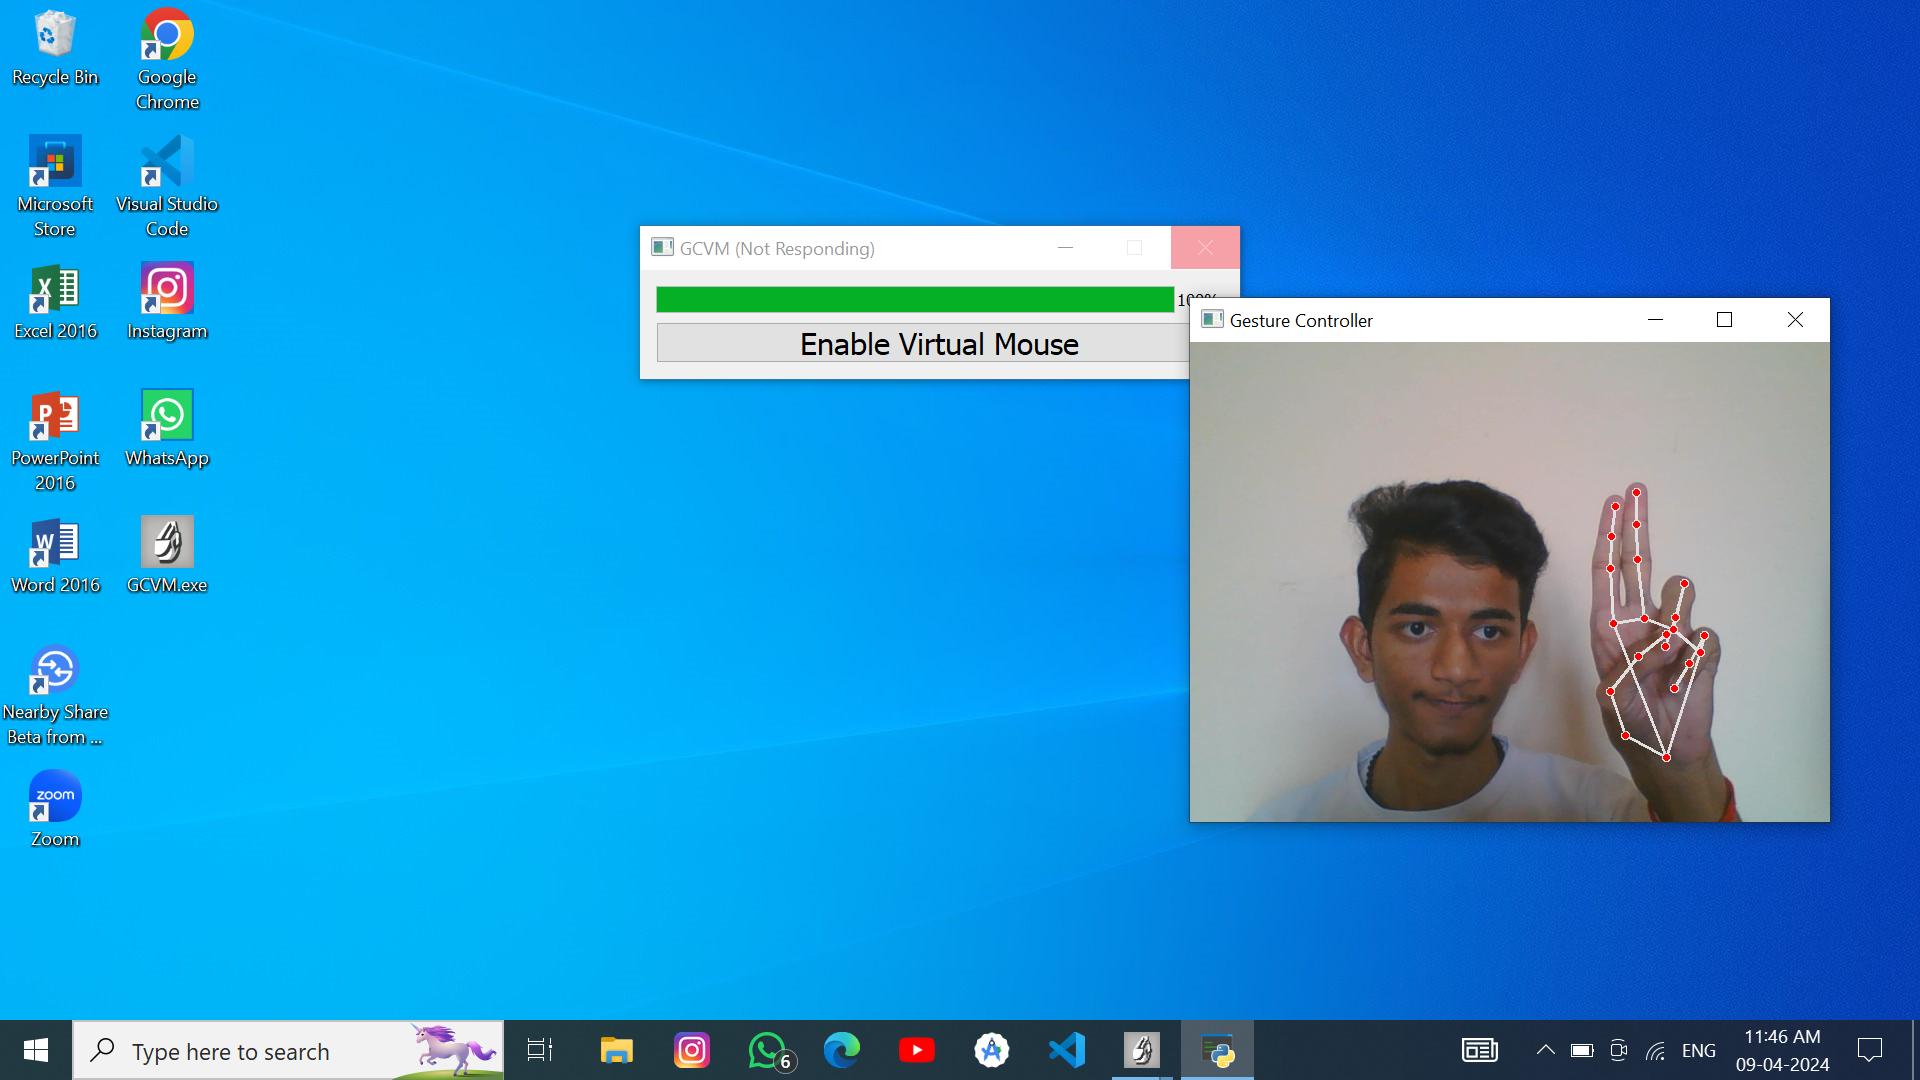 Recycle Bin
Google
Chrome
Microsoft
Store
Visual Studio
Code
Excel 2016
Instagram
PowerPoint
2016
WhatsApp
Word 2016
GCVM.exe
Nearby Share
Beta from ...
zoom
Zoom
GCVM (Not Responding)
100%
Enable Virtual Mouse
Gesture Controller
Type here to search
6
ENG
11:46 AM
09-04-2024